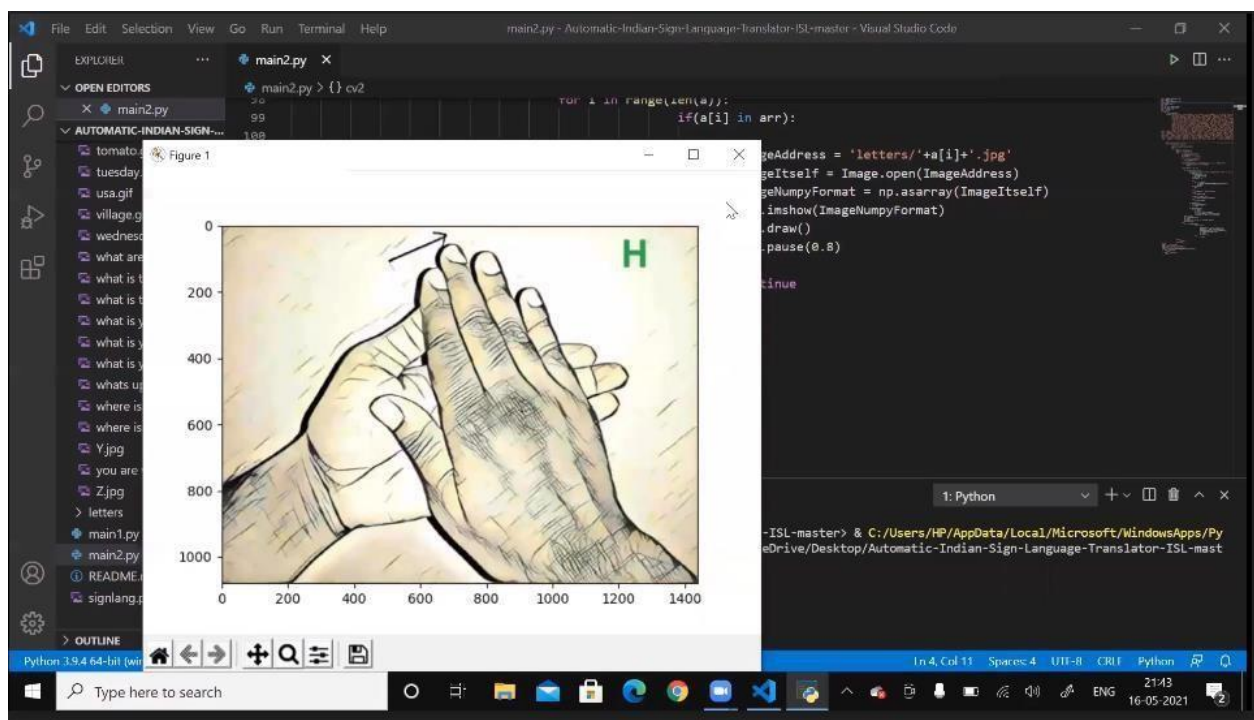 File Edit Selection View Go Run Terminal Help
main2.py - Automatic-Indian-Sign-Language-Translator-ISL-master - Visual Studio Code
EXPLORER
main2.py
OPEN EDITORS
main2.py > {} cv2
main2.py
for i in range(len(a)):
99 if(a[i] in arr):
AUTOMATIC-INDIAN-SIGN-...
100
tomato.
Figure 1
geAddress = 'letters/'+a[i]+'.jpg'
tuesday.
geItself = Image.open(ImageAddress)
usa.gif
geNumpyFormat = np.asarray(ImageItself)
village.g
.imshow(ImageNumpyFormat)
wednesd
.draw()
what are
.pause(0.8)
what is t
tinue
what is t
what is y
what is y
what is y
whats up
where is
where is
Y.jpg
you are
Z.jpg
letters
main1.py
main2.py
README.
signlang.p
OUTLINE
H
0
200
400
600
800
1000
0 200 400 600 800 1000 1200 1400
1: Python
-ISL-master> & C:/Users/HP/AppData/Local/Microsoft/WindowsApps/Py
eDrive/Desktop/Automatic-Indian-Sign-Language-Translator-ISL-mast
Python 3.9.4 64-bit (win
Ln 4, Col 11 Spaces: 4 UTF-8 CRLF Python
Type here to search
ENG
21:43
16-05-2021
2